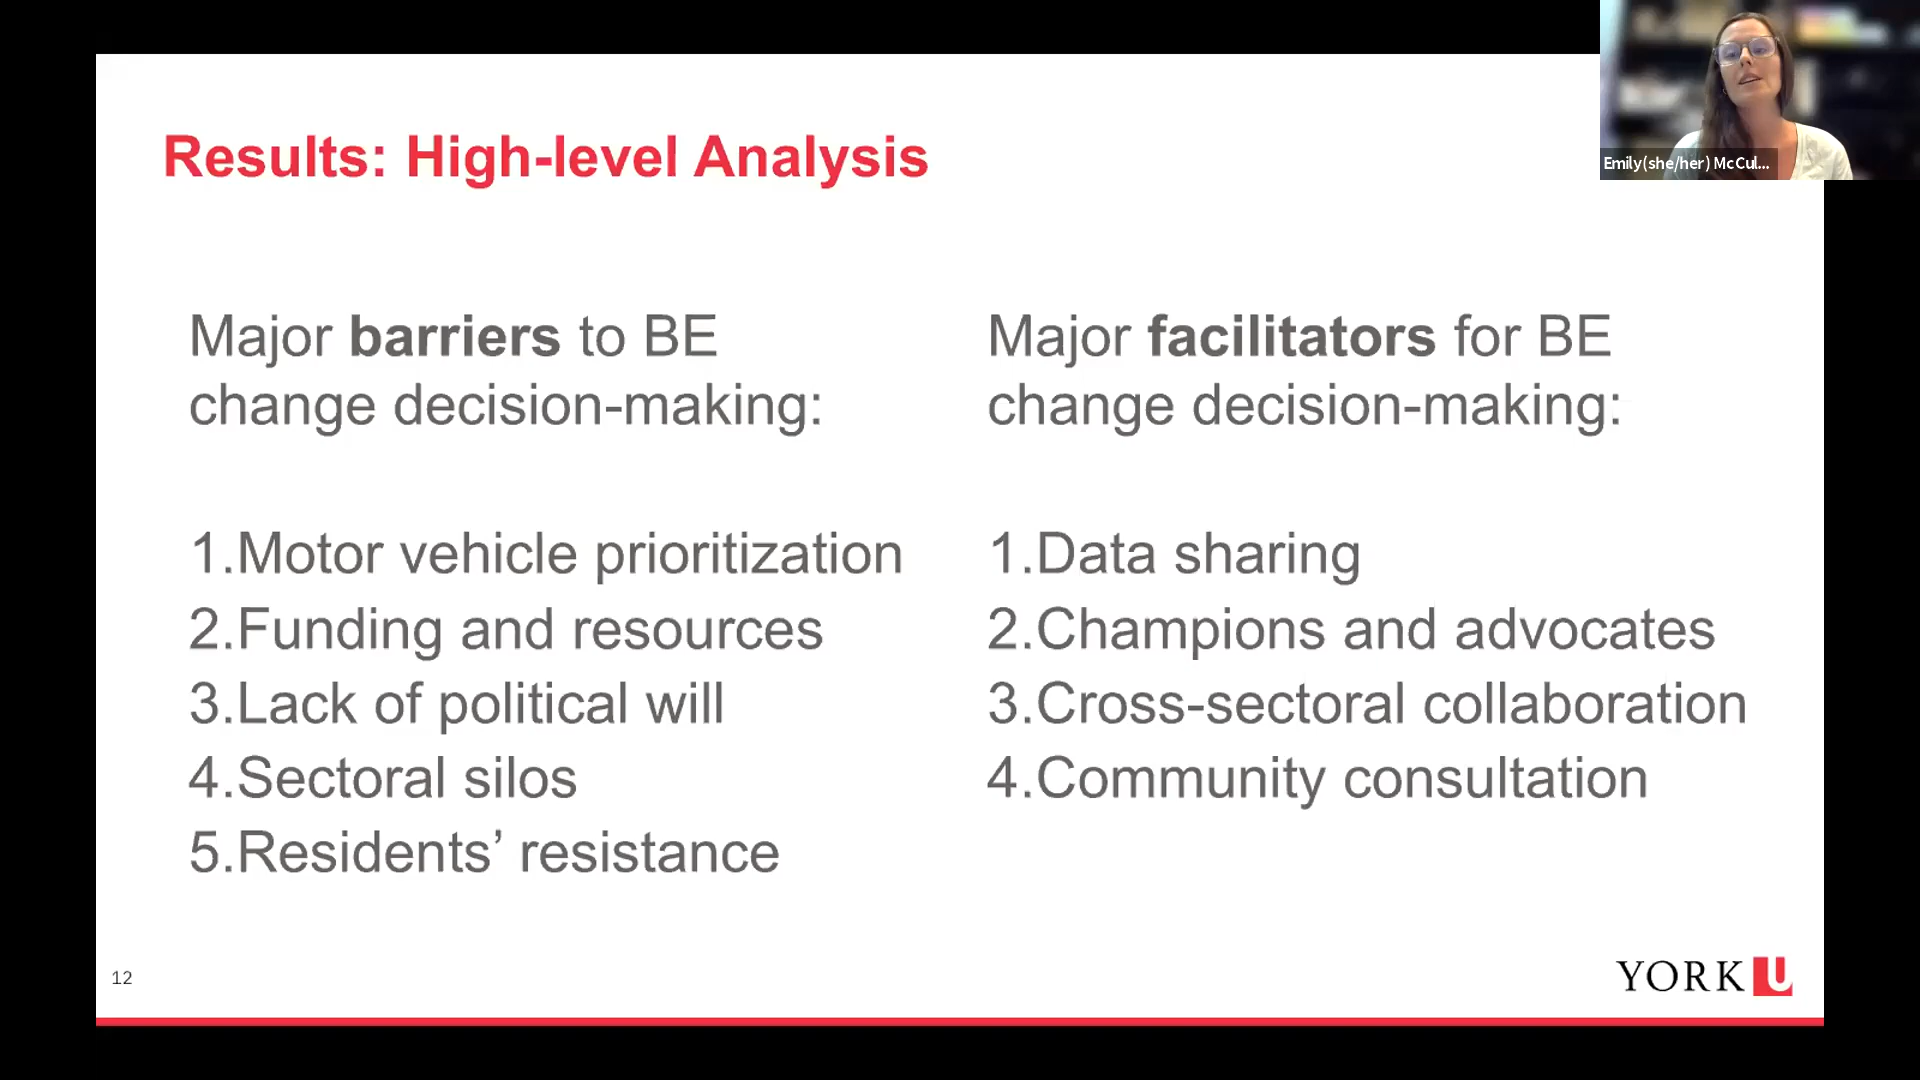 Results: High-level Analysis
Emily(she/her) McCul...
Major barriers to BE
change decision-making:
1.Motor vehicle prioritization
2.Funding and resources
3.Lack of political will
4.Sectoral silos
5.Residents’ resistance
Major facilitators for BE
change decision-making:
1.Data sharing
2.Champions and advocates
3.Cross-sectoral collaboration
4.Community consultation
12
YORK U